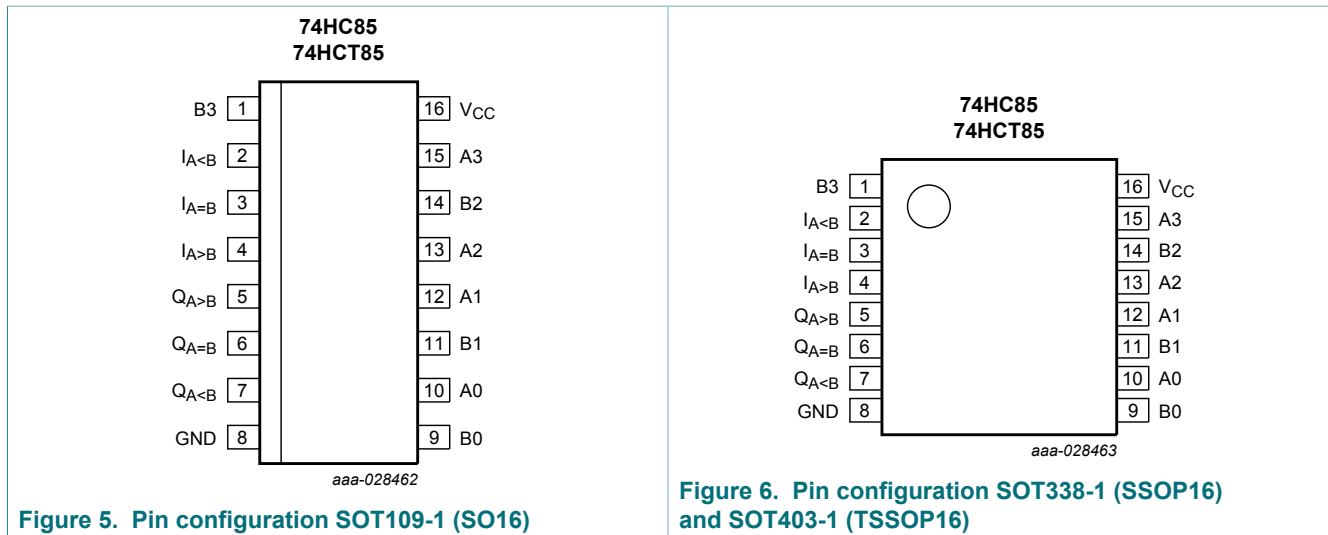 74HC85
74HCT85
B3 1 16 VCC
IA<B 2 15 A3
IA=B 3 14 B2
IA>B 4 13 A2
QA>B 5 12 A1
QA=B 6 11 B1
QA<B 7 10 A0
GND 8 9 B0
aaa-028462
Figure 5. Pin configuration SOT109-1 (SO16)
74HC85
74HCT85
B3 1 16 VCC
IA<B 2 15 A3
IA=B 3 14 B2
IA>B 4 13 A2
QA>B 5 12 A1
QA=B 6 11 B1
QA<B 7 10 A0
GND 8 9 B0
aaa-028463
Figure 6. Pin configuration SOT338-1 (SSOP16)
and SOT403-1 (TSSOP16)